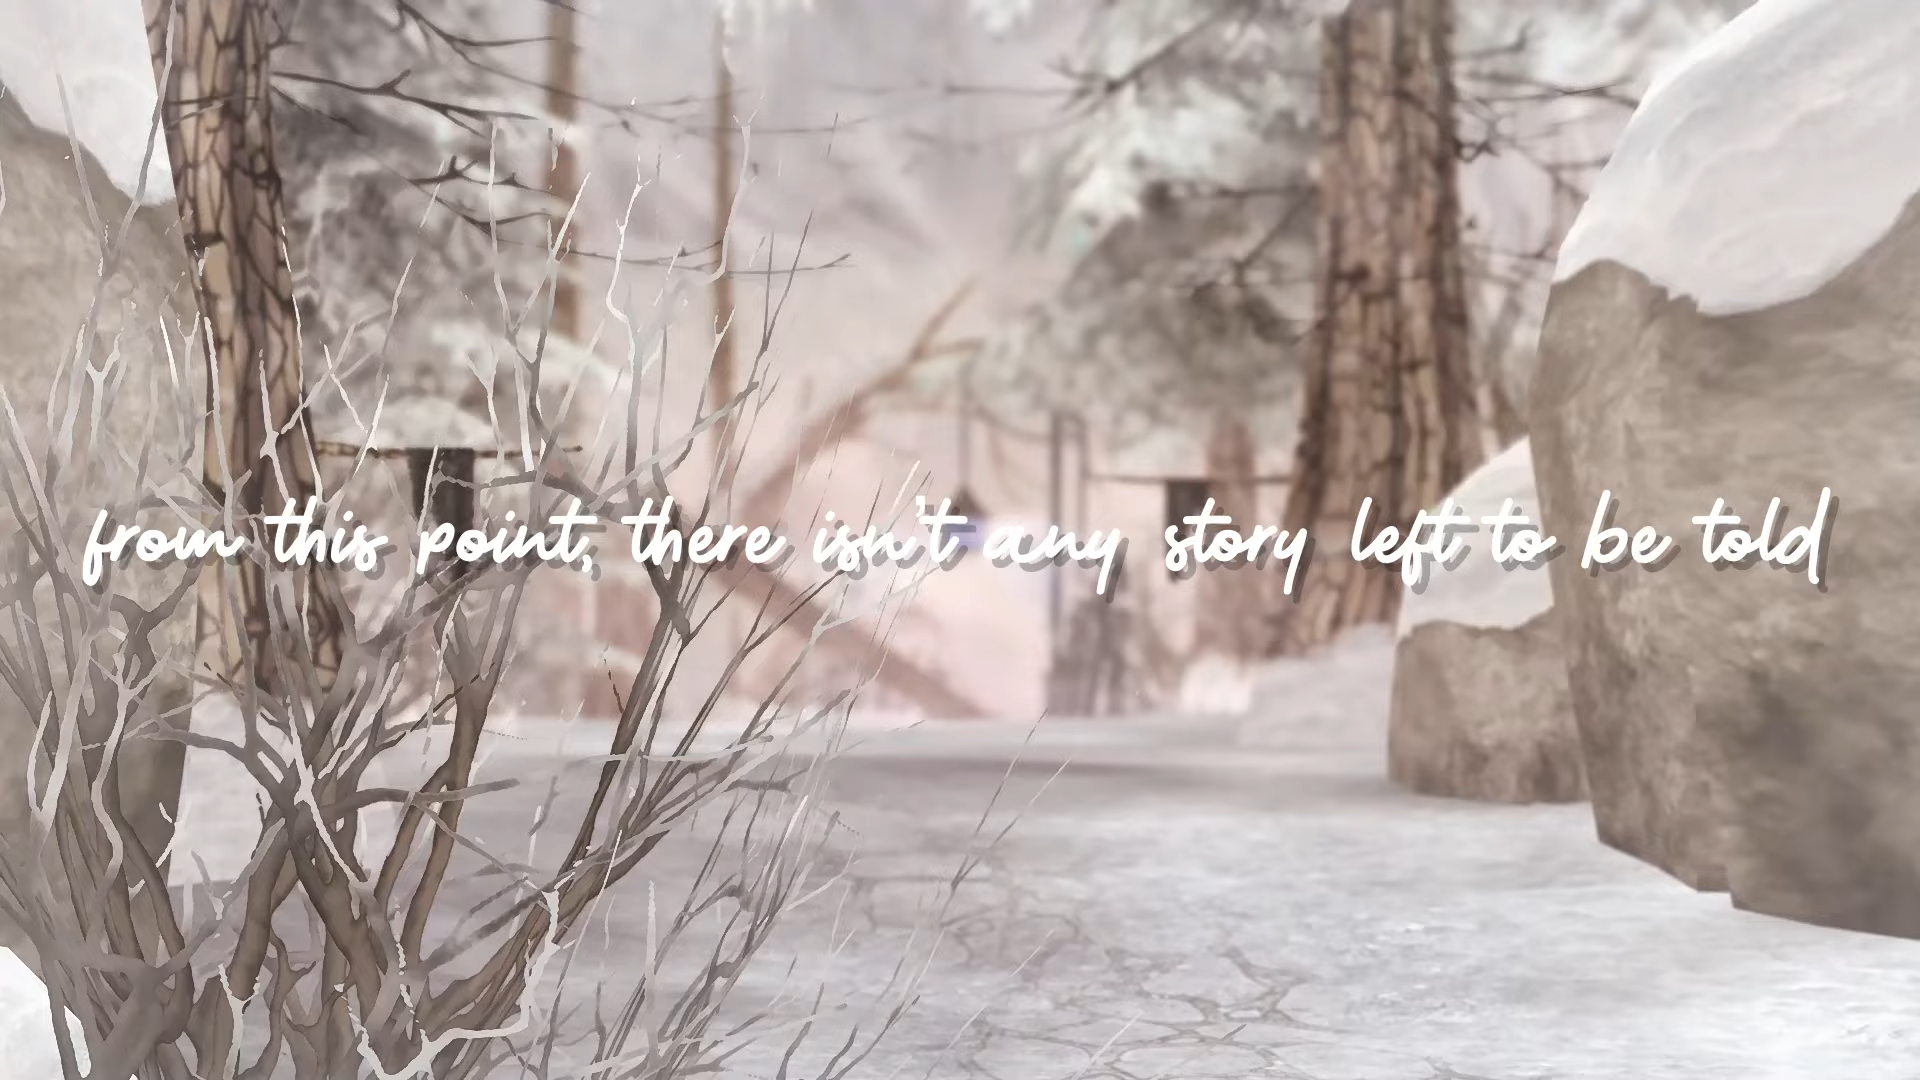 from this point, there isn't any story left to be told